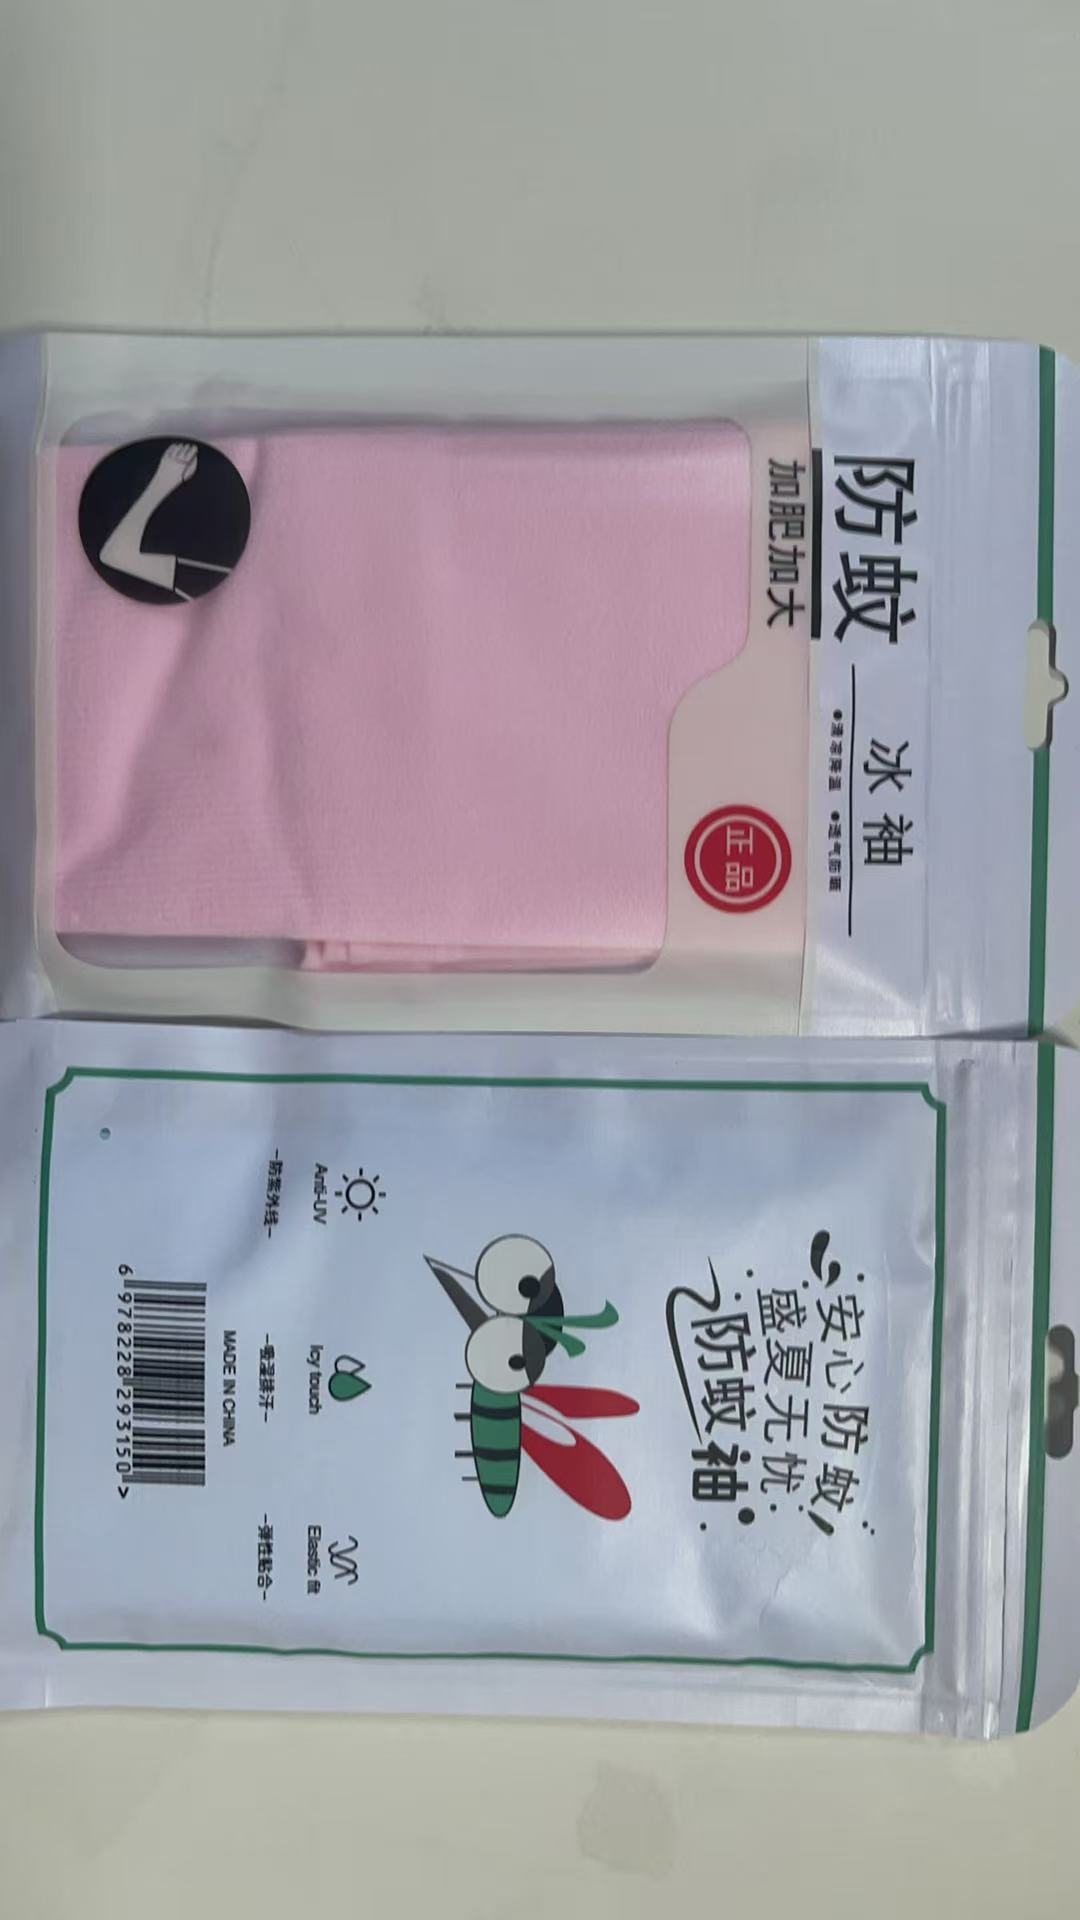 防蚊
冰袖
●清凉降温 ●透气防晒
加肥加大
正品
安心防蚊
盛夏无忧
防蚊袖
Anti-UV
-防紫外线-
Icy touch
-吸湿排汗-
Elastic fit
-弹性贴合-
MADE IN CHINA
6 978228 293150 >